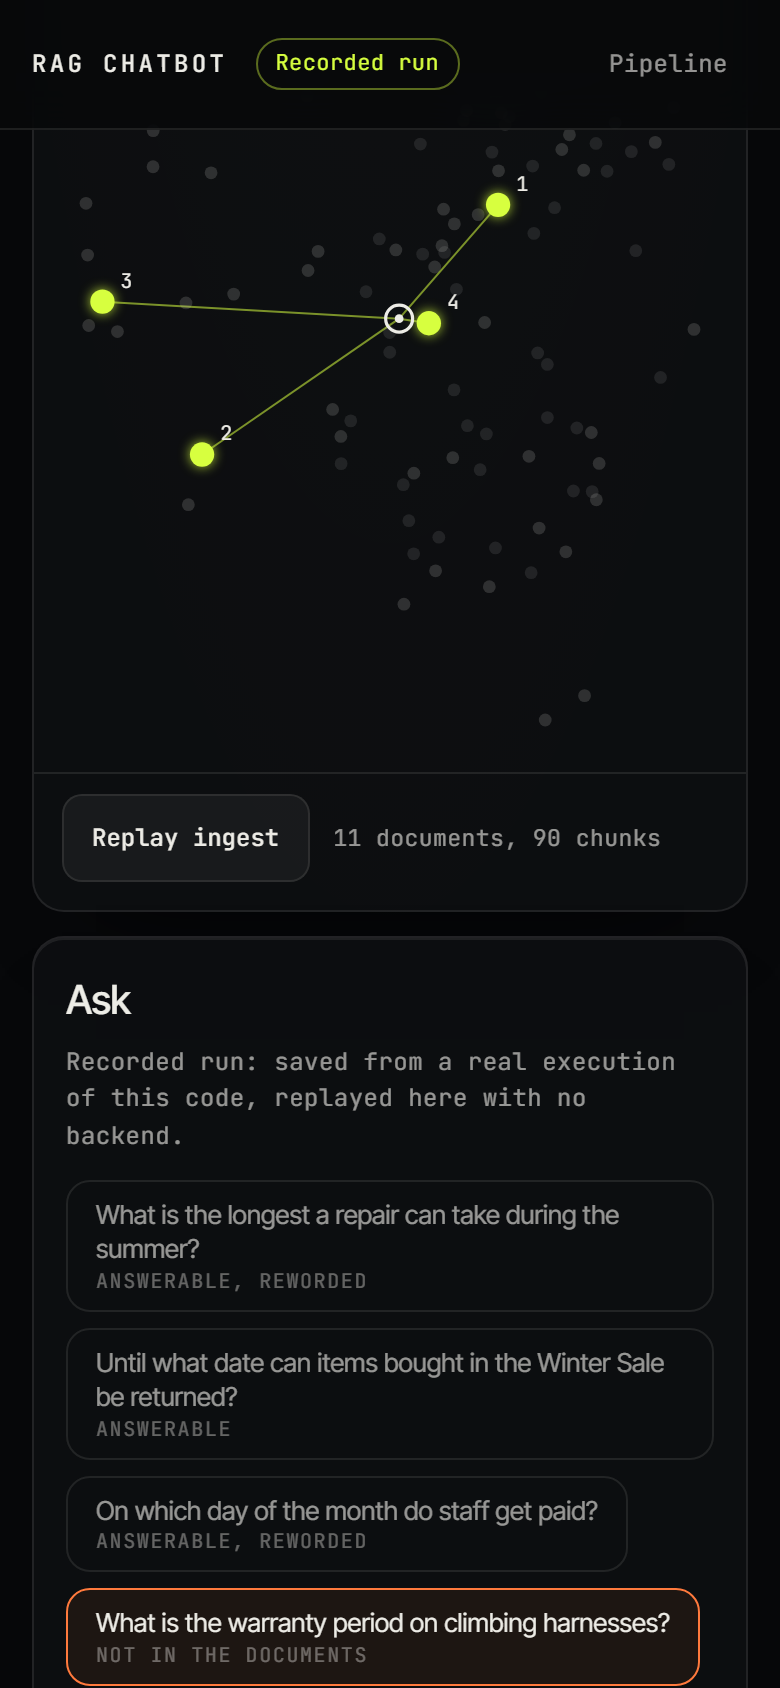 RAG CHATBOT
Recorded run
Pipeline
1
3
4
2
Replay ingest
11 documents, 90 chunks
Ask
Recorded run: saved from a real execution
of this code, replayed here with no
backend.
What is the longest a repair can take during the
summer?
ANSWERABLE, REWORDED
Until what date can items bought in the Winter Sale
be returned?
ANSWERABLE
On which day of the month do staff get paid?
ANSWERABLE, REWORDED
What is the warranty period on climbing harnesses?
NOT IN THE DOCUMENTS